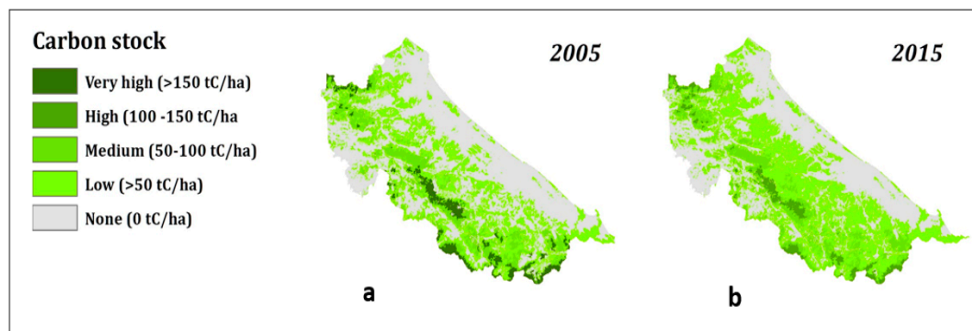 Carbon stock
Very high (>150 tC/ha)
High (100 -150 tC/ha
Medium (50-100 tC/ha)
Low (>50 tC/ha)
None (0 tC/ha)
2005
2015
a
b